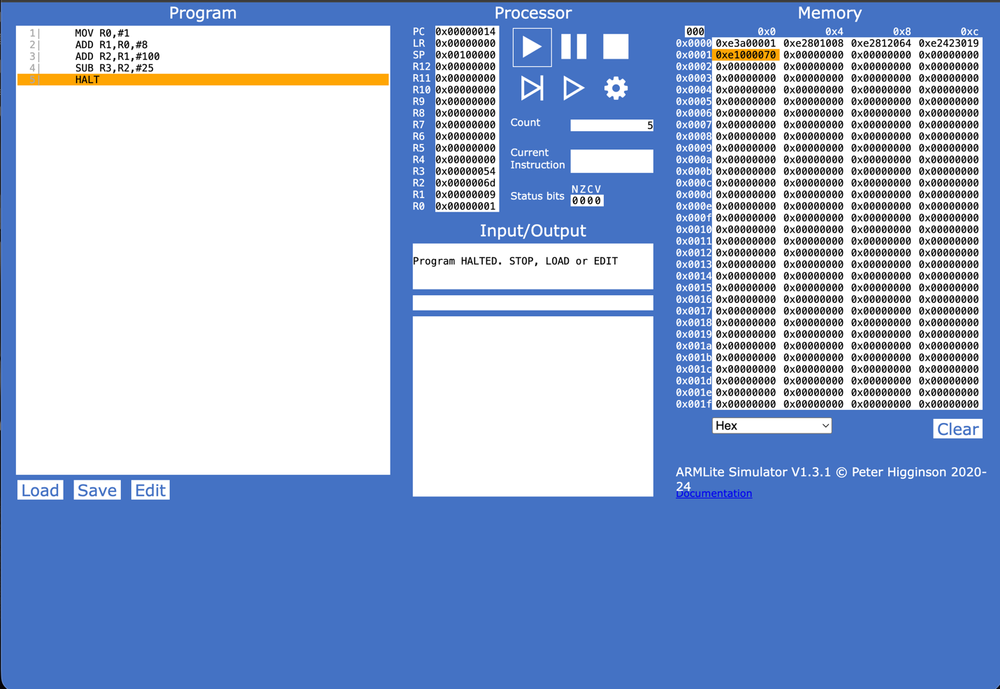 Program
1| MOV R0,#1
2| ADD R1,R0,#8
3| ADD R2,R1,#100
4| SUB R3,R2,#25
5| HALT
Load Save Edit
Processor
PC 0x00000014
LR 0x00000000
SP 0x00100000
R12 0x00000000
R11 0x00000000
R10 0x00000000
R9 0x00000000
R8 0x00000000
R7 0x00000000
R6 0x00000000
R5 0x00000000
R4 0x00000000
R3 0x00000054
R2 0x0000006d
R1 0x00000009
R0 0x00000001
Count 5
Current
Instruction
NZCV
Status bits 0000
Input/Output
Program HALTED. STOP, LOAD or EDIT
Memory
000 0x0 0x4 0x8 0xc
0x0000 0xe3a00001 0xe2801008 0xe2812064 0xe2423019
0x0001 0xe1000070 0x00000000 0x00000000 0x00000000
0x0002 0x00000000 0x00000000 0x00000000 0x00000000
0x0003 0x00000000 0x00000000 0x00000000 0x00000000
0x0004 0x00000000 0x00000000 0x00000000 0x00000000
0x0005 0x00000000 0x00000000 0x00000000 0x00000000
0x0006 0x00000000 0x00000000 0x00000000 0x00000000
0x0007 0x00000000 0x00000000 0x00000000 0x00000000
0x0008 0x00000000 0x00000000 0x00000000 0x00000000
0x0009 0x00000000 0x00000000 0x00000000 0x00000000
0x000a 0x00000000 0x00000000 0x00000000 0x00000000
0x000b 0x00000000 0x00000000 0x00000000 0x00000000
0x000c 0x00000000 0x00000000 0x00000000 0x00000000
0x000d 0x00000000 0x00000000 0x00000000 0x00000000
0x000e 0x00000000 0x00000000 0x00000000 0x00000000
0x000f 0x00000000 0x00000000 0x00000000 0x00000000
0x0010 0x00000000 0x00000000 0x00000000 0x00000000
0x0011 0x00000000 0x00000000 0x00000000 0x00000000
0x0012 0x00000000 0x00000000 0x00000000 0x00000000
0x0013 0x00000000 0x00000000 0x00000000 0x00000000
0x0014 0x00000000 0x00000000 0x00000000 0x00000000
0x0015 0x00000000 0x00000000 0x00000000 0x00000000
0x0016 0x00000000 0x00000000 0x00000000 0x00000000
0x0017 0x00000000 0x00000000 0x00000000 0x00000000
0x0018 0x00000000 0x00000000 0x00000000 0x00000000
0x0019 0x00000000 0x00000000 0x00000000 0x00000000
0x001a 0x00000000 0x00000000 0x00000000 0x00000000
0x001b 0x00000000 0x00000000 0x00000000 0x00000000
0x001c 0x00000000 0x00000000 0x00000000 0x00000000
0x001d 0x00000000 0x00000000 0x00000000 0x00000000
0x001e 0x00000000 0x00000000 0x00000000 0x00000000
0x001f 0x00000000 0x00000000 0x00000000 0x00000000
Hex Clear
ARMLite Simulator V1.3.1 © Peter Higginson 2020-
24
Documentation